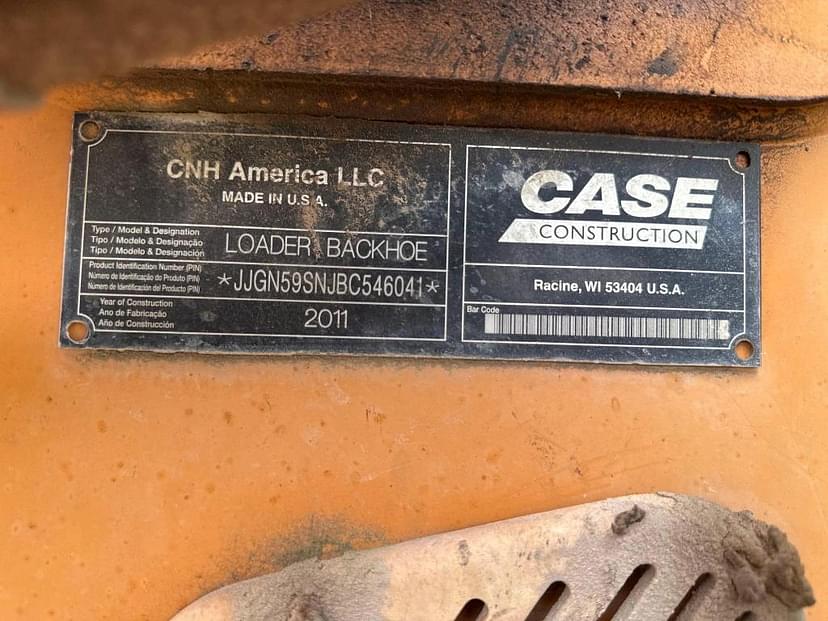 CNH America LLC
MADE IN U.S.A.
Type / Model & Designation
Tipo / Modelo & Designação
Tipo / Modelo & Designación
LOADER BACKHOE
Product Identification Number (PIN)
Número de Identificação do Produto (PIN)
Número de Identificación del Producto (PIN)
*JJGN59SNJBC546041*
Year of Construction
Ano de Fabricação
Año de Construcción
2011
CASE
CONSTRUCTION
Racine, WI 53404 U.S.A.
Bar Code